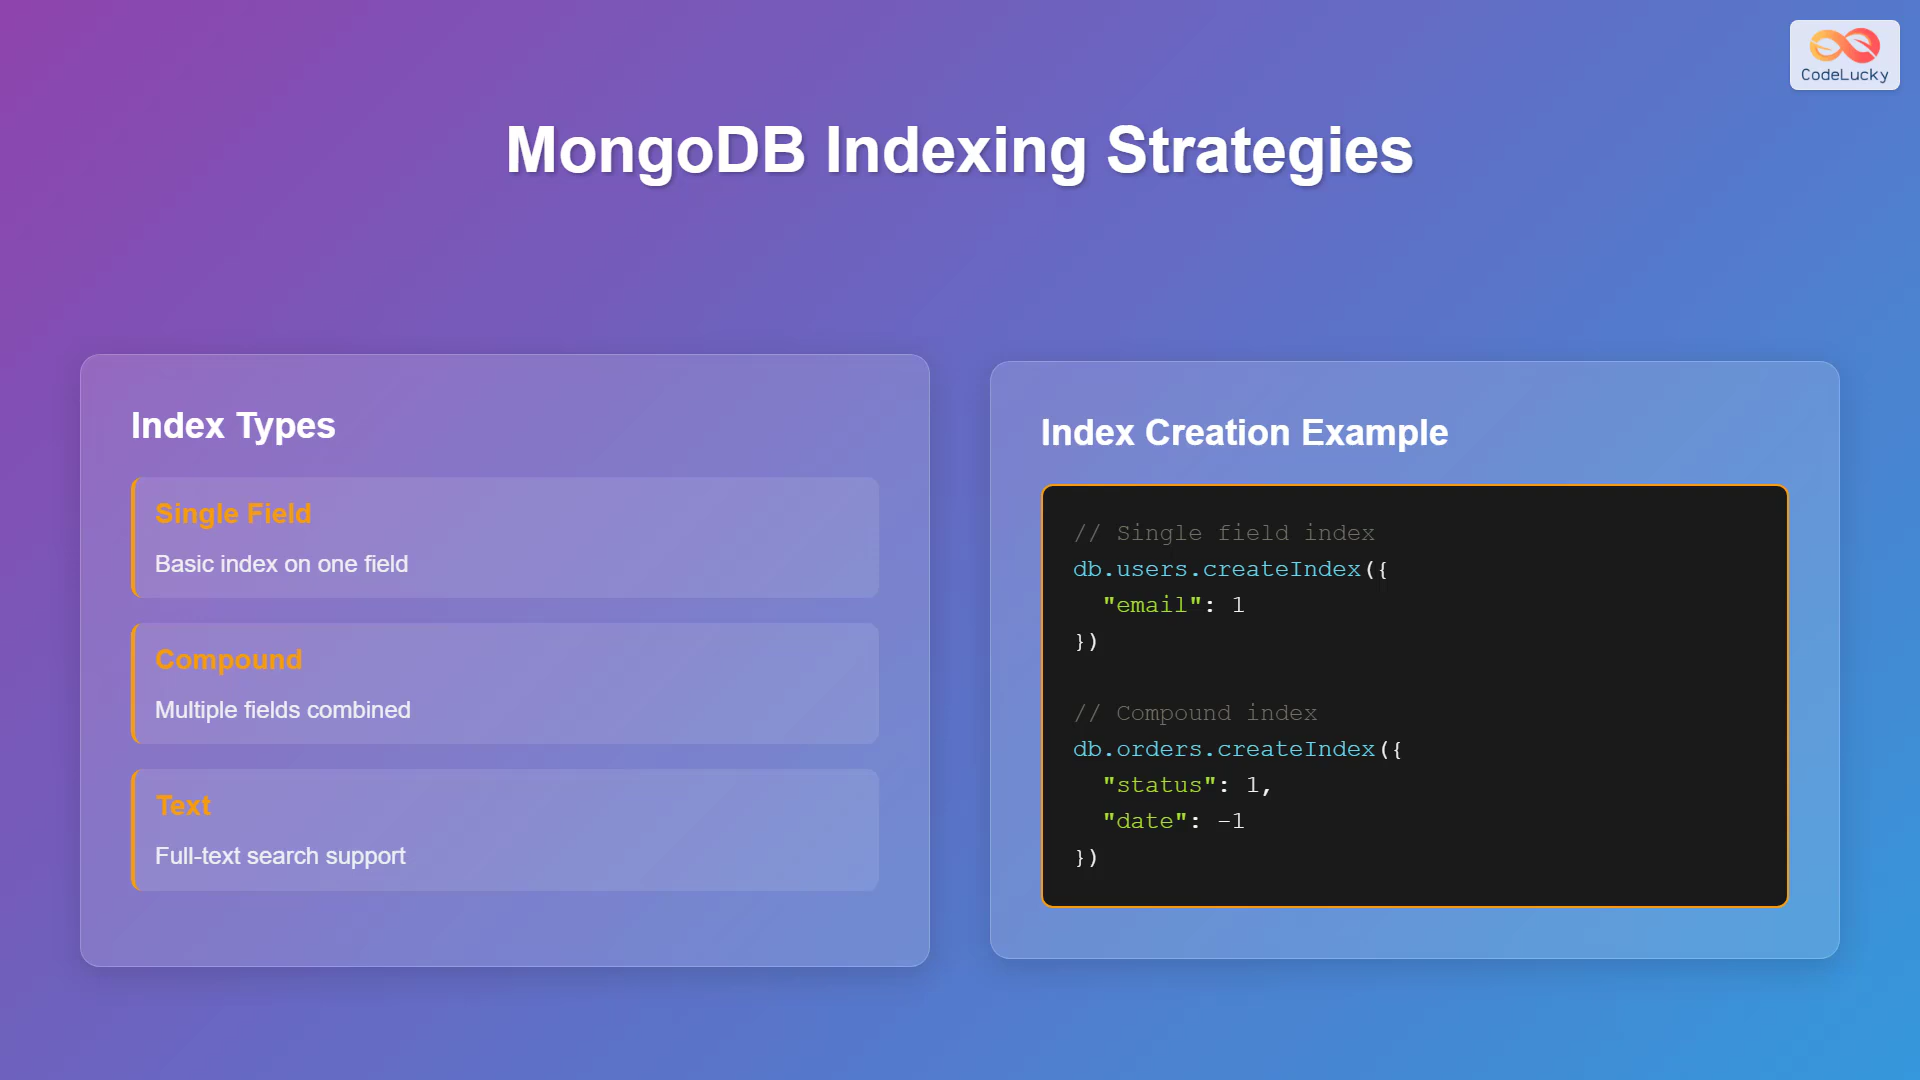 CodeLucky
MongoDB Indexing Strategies
Index Types
Single Field
Basic index on one field
Compound
Multiple fields combined
Text
Full-text search support
Index Creation Example
// Single field index
db.users.createIndex({
  "email": 1
})
// Compound index
db.orders.createIndex({
  "status": 1,
  "date": -1
})